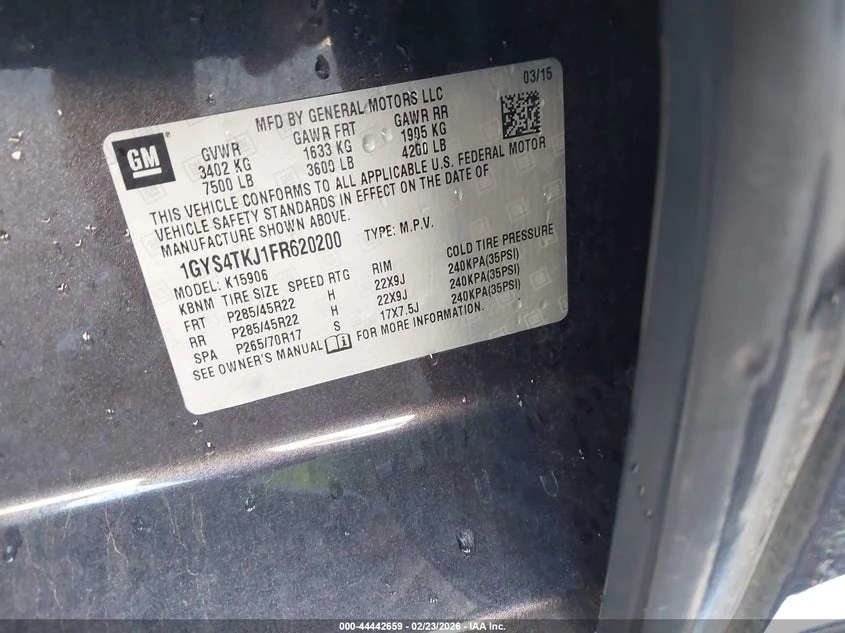 03/15
MFD BY GENERAL MOTORS LLC
GM®
GVWR GAWR FRT GAWR RR
3402 KG 1633 KG 1905 KG
7500 LB 3600 LB 4200 LB
THIS VEHICLE CONFORMS TO ALL APPLICABLE U.S. FEDERAL MOTOR
VEHICLE SAFETY STANDARDS IN EFFECT ON THE DATE OF
MANUFACTURE SHOWN ABOVE.
1GYS4TKJ1FR620200 TYPE: M.P.V.
MODEL: K15906
KBNM TIRE SIZE SPEED RTG RIM COLD TIRE PRESSURE
FRT P285/45R22 H 22X9J 240KPA(35PSI)
RR P285/45R22 H 22X9J 240KPA(35PSI)
SPA P265/70R17 S 17X7.5J 240KPA(35PSI)
SEE OWNER'S MANUAL FOR MORE INFORMATION.
000-44442659 - 02/23/2026 - IAA Inc.